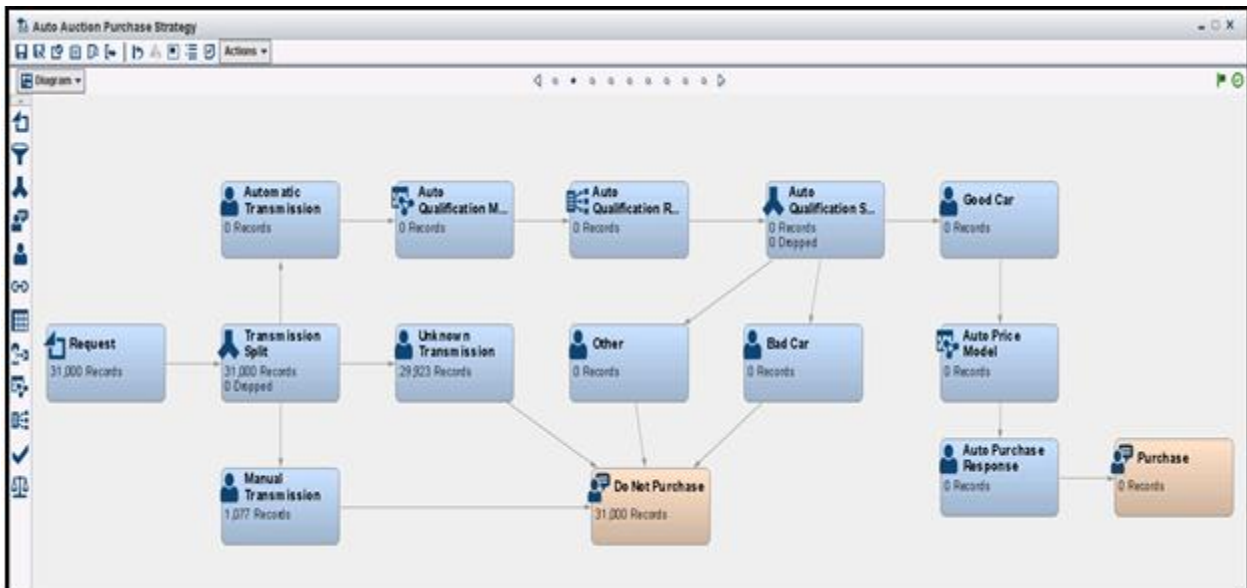 Auto Auction Purchase Strategy
Actions
Diagram
Automatic
Transmission
0 Records
Auto
Qualification M...
0 Records
Auto
Qualification R...
0 Records
Auto
Qualification S...
0 Records
0 Dropped
Good Car
0 Records
Request
31,000 Records
Transmission
Split
31,000 Records
0 Dropped
Unknown
Transmission
29,923 Records
Other
0 Records
Bad Car
0 Records
Auto Price
Model
0 Records
Manual
Transmission
1,077 Records
Do Not Purchase
31,000 Records
Auto Purchase
Response
0 Records
Purchase
0 Records